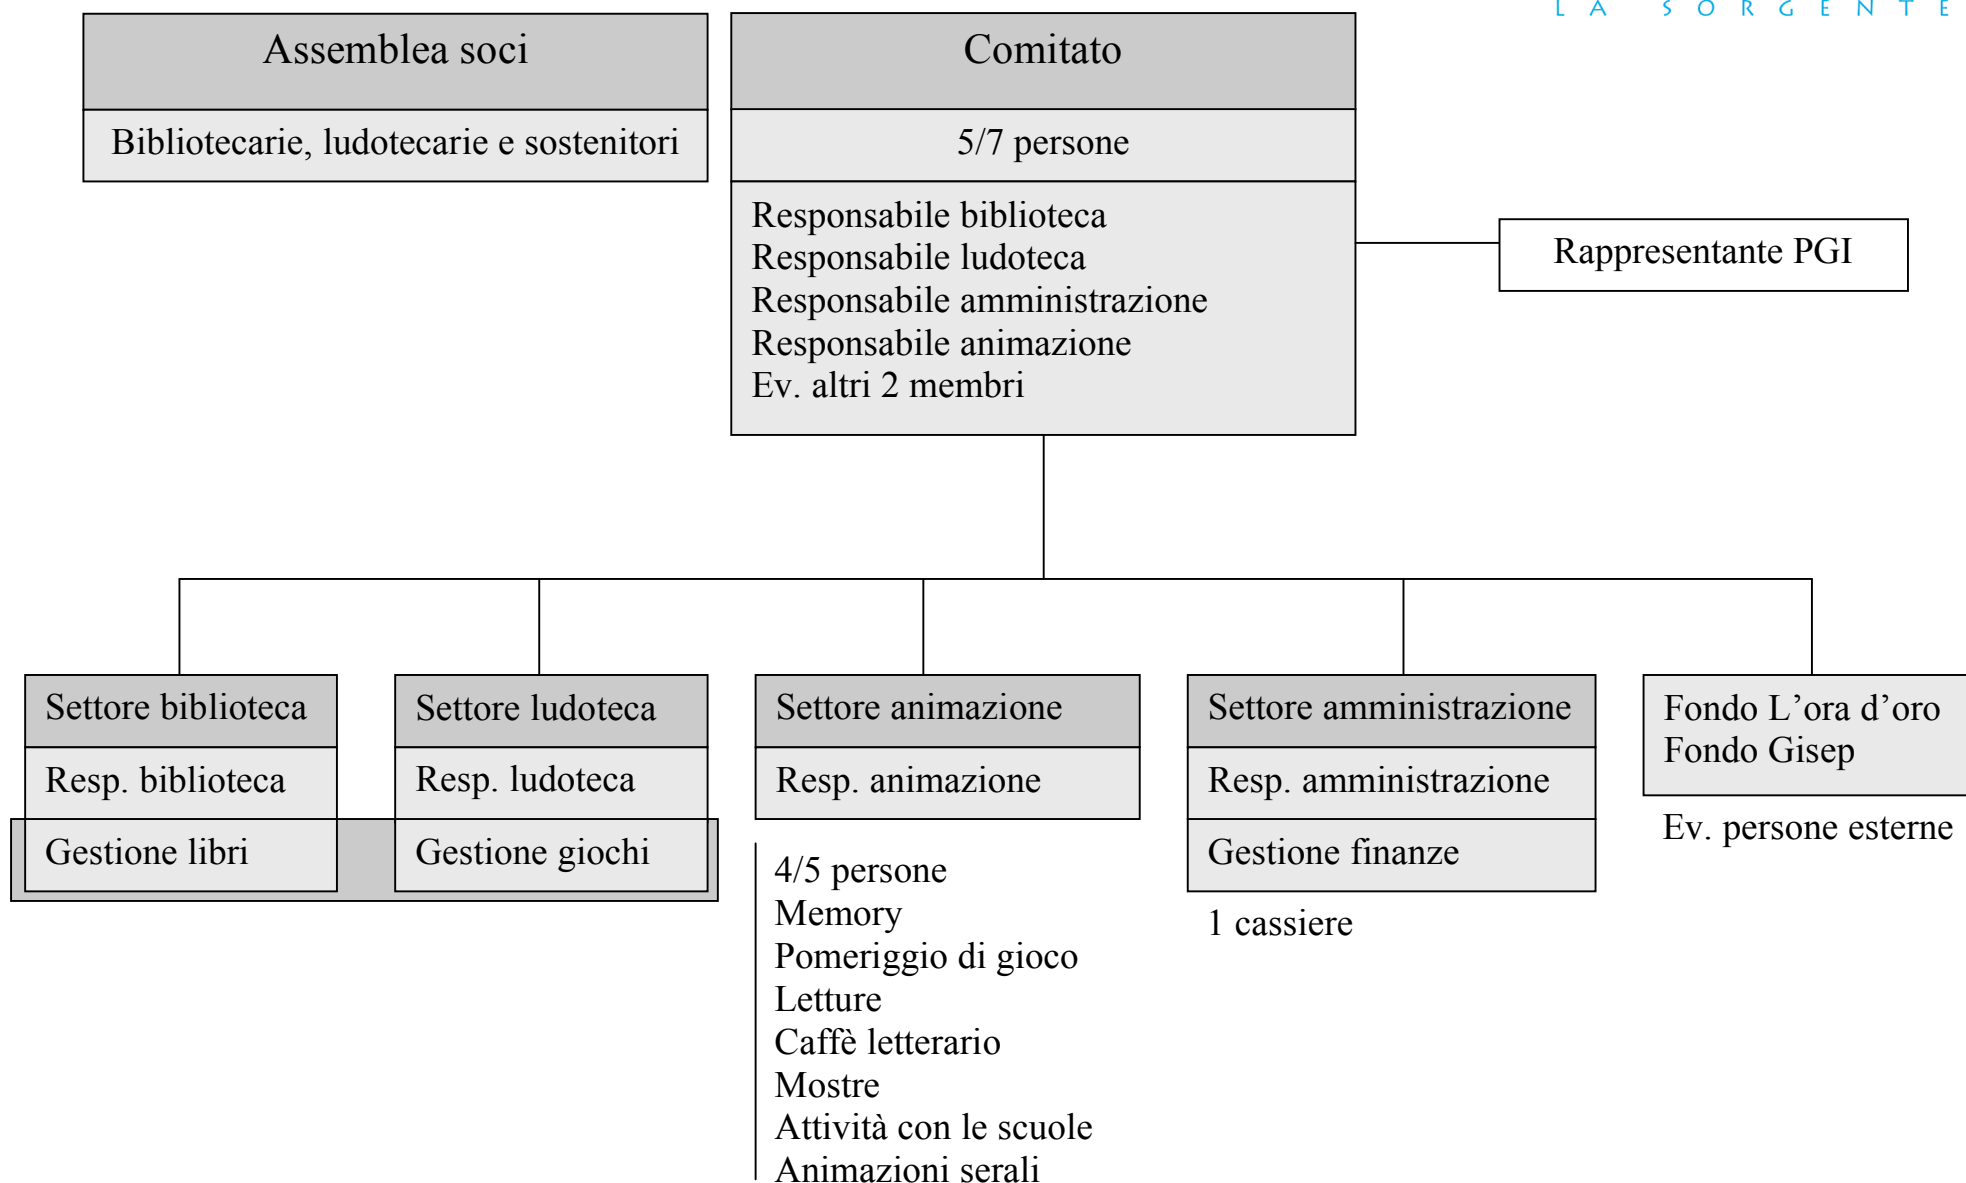 LA SORGENTE
Assemblea soci
Bibliotecarie, ludotecarie e sostenitori
Comitato
5/7 persone
Responsabile biblioteca
Responsabile ludoteca
Responsabile amministrazione
Responsabile animazione
Ev. altri 2 membri
Rappresentante PGI
Settore biblioteca
Resp. biblioteca
Gestione libri
Settore ludoteca
Resp. ludoteca
Gestione giochi
Settore animazione
Resp. animazione
4/5 persone
Memory
Pomeriggio di gioco
Letture
Caffè letterario
Mostre
Attività con le scuole
Animazioni serali
Settore amministrazione
Resp. amministrazione
Gestione finanze
1 cassiere
Fondo L’ora d’oro
Fondo Gisep
Ev. persone esterne